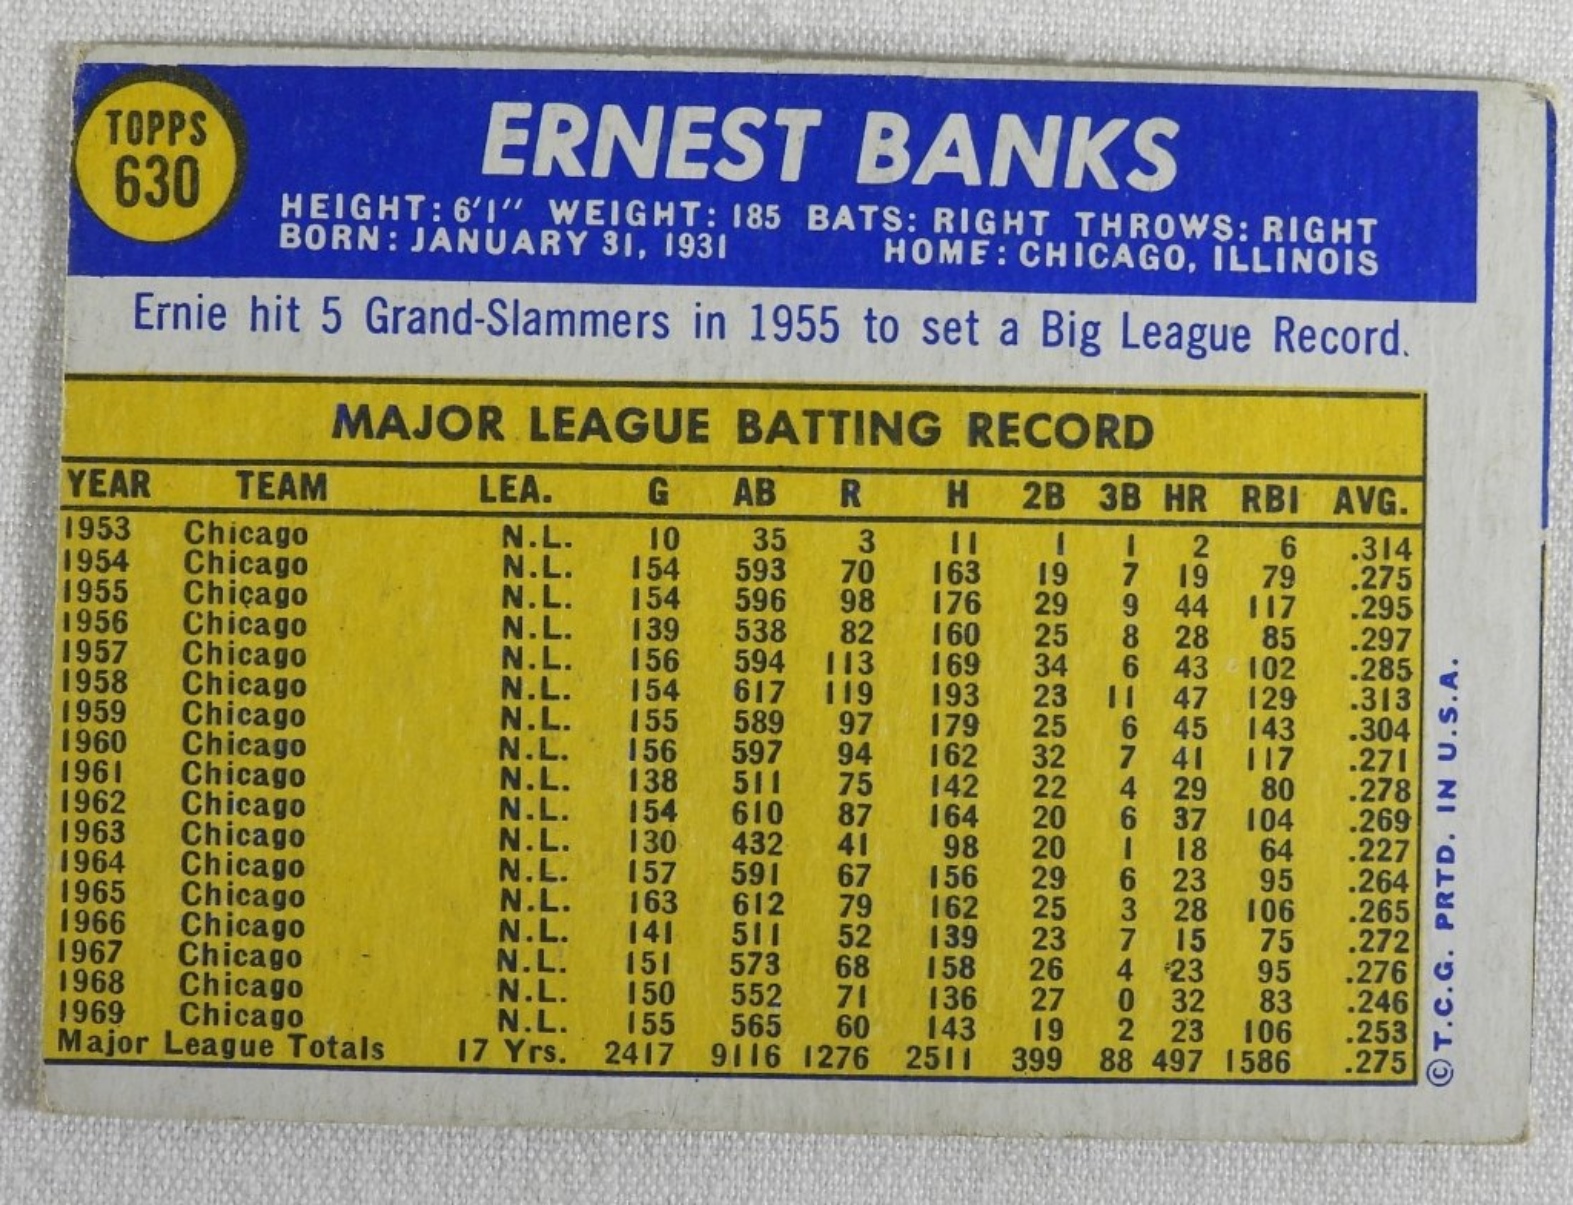 TOPPS
630
ERNEST BANKS
HEIGHT: 6'1" WEIGHT: 185 BATS: RIGHT THROWS: RIGHT
BORN: JANUARY 31, 1931 HOME: CHICAGO, ILLINOIS
Ernie hit 5 Grand-Slammers in 1955 to set a Big League Record.
MAJOR LEAGUE BATTING RECORD
YEAR TEAM LEA. G AB R H 2B 3B HR RBI AVG.
1953 Chicago N.L. 10 35 3 11 1 1 2 6 .314
1954 Chicago N.L. 154 593 70 163 19 7 19 79 .275
1955 Chicago N.L. 154 596 98 176 29 9 44 117 .295
1956 Chicago N.L. 139 538 82 160 25 8 28 85 .297
1957 Chicago N.L. 156 594 113 169 34 6 43 102 .285
1958 Chicago N.L. 154 617 119 193 23 11 47 129 .313
1959 Chicago N.L. 155 589 97 179 25 6 45 143 .304
1960 Chicago N.L. 156 597 94 162 32 7 41 117 .271
1961 Chicago N.L. 138 511 75 142 22 4 29 80 .278
1962 Chicago N.L. 154 610 87 164 20 6 37 104 .269
1963 Chicago N.L. 130 432 41 98 20 1 18 64 .227
1964 Chicago N.L. 157 591 67 156 29 6 23 95 .264
1965 Chicago N.L. 163 612 79 162 25 3 28 106 .265
1966 Chicago N.L. 141 511 52 139 23 7 15 75 .272
1967 Chicago N.L. 151 573 68 158 26 4 23 95 .276
1968 Chicago N.L. 150 552 71 136 27 0 32 83 .246
1969 Chicago N.L. 155 565 60 143 19 2 23 106 .253
Major League Totals 17 Yrs. 2417 9116 1276 2511 399 88 497 1586 .275
©T.C.G. PRTD. IN U.S.A.